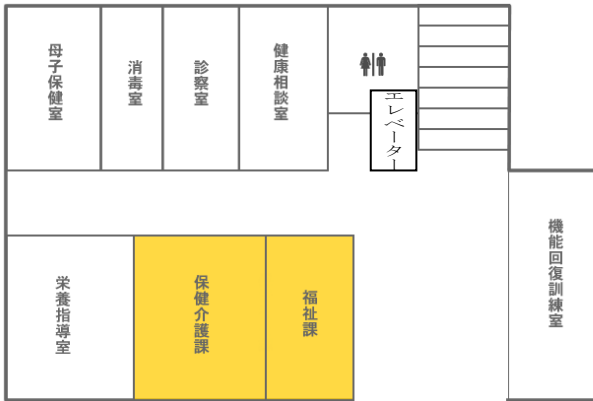 母子保健室
消毒室
診察室
健康相談室
エレベーター
機能回復訓練室
栄養指導室
保健介護課
福祉課